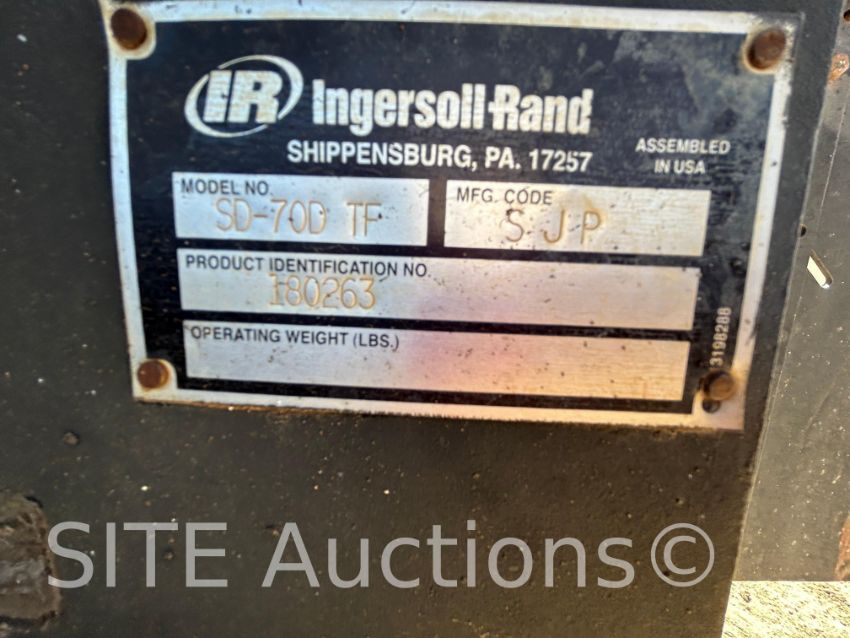 IR Ingersoll-Rand
SHIPPENSBURG, PA. 17257
ASSEMBLED
IN USA
MODEL NO.
SD-70D TF
MFG. CODE
S J P
PRODUCT IDENTIFICATION NO.
180263
OPERATING WEIGHT (LBS.)
3198288
SITE Auctions©